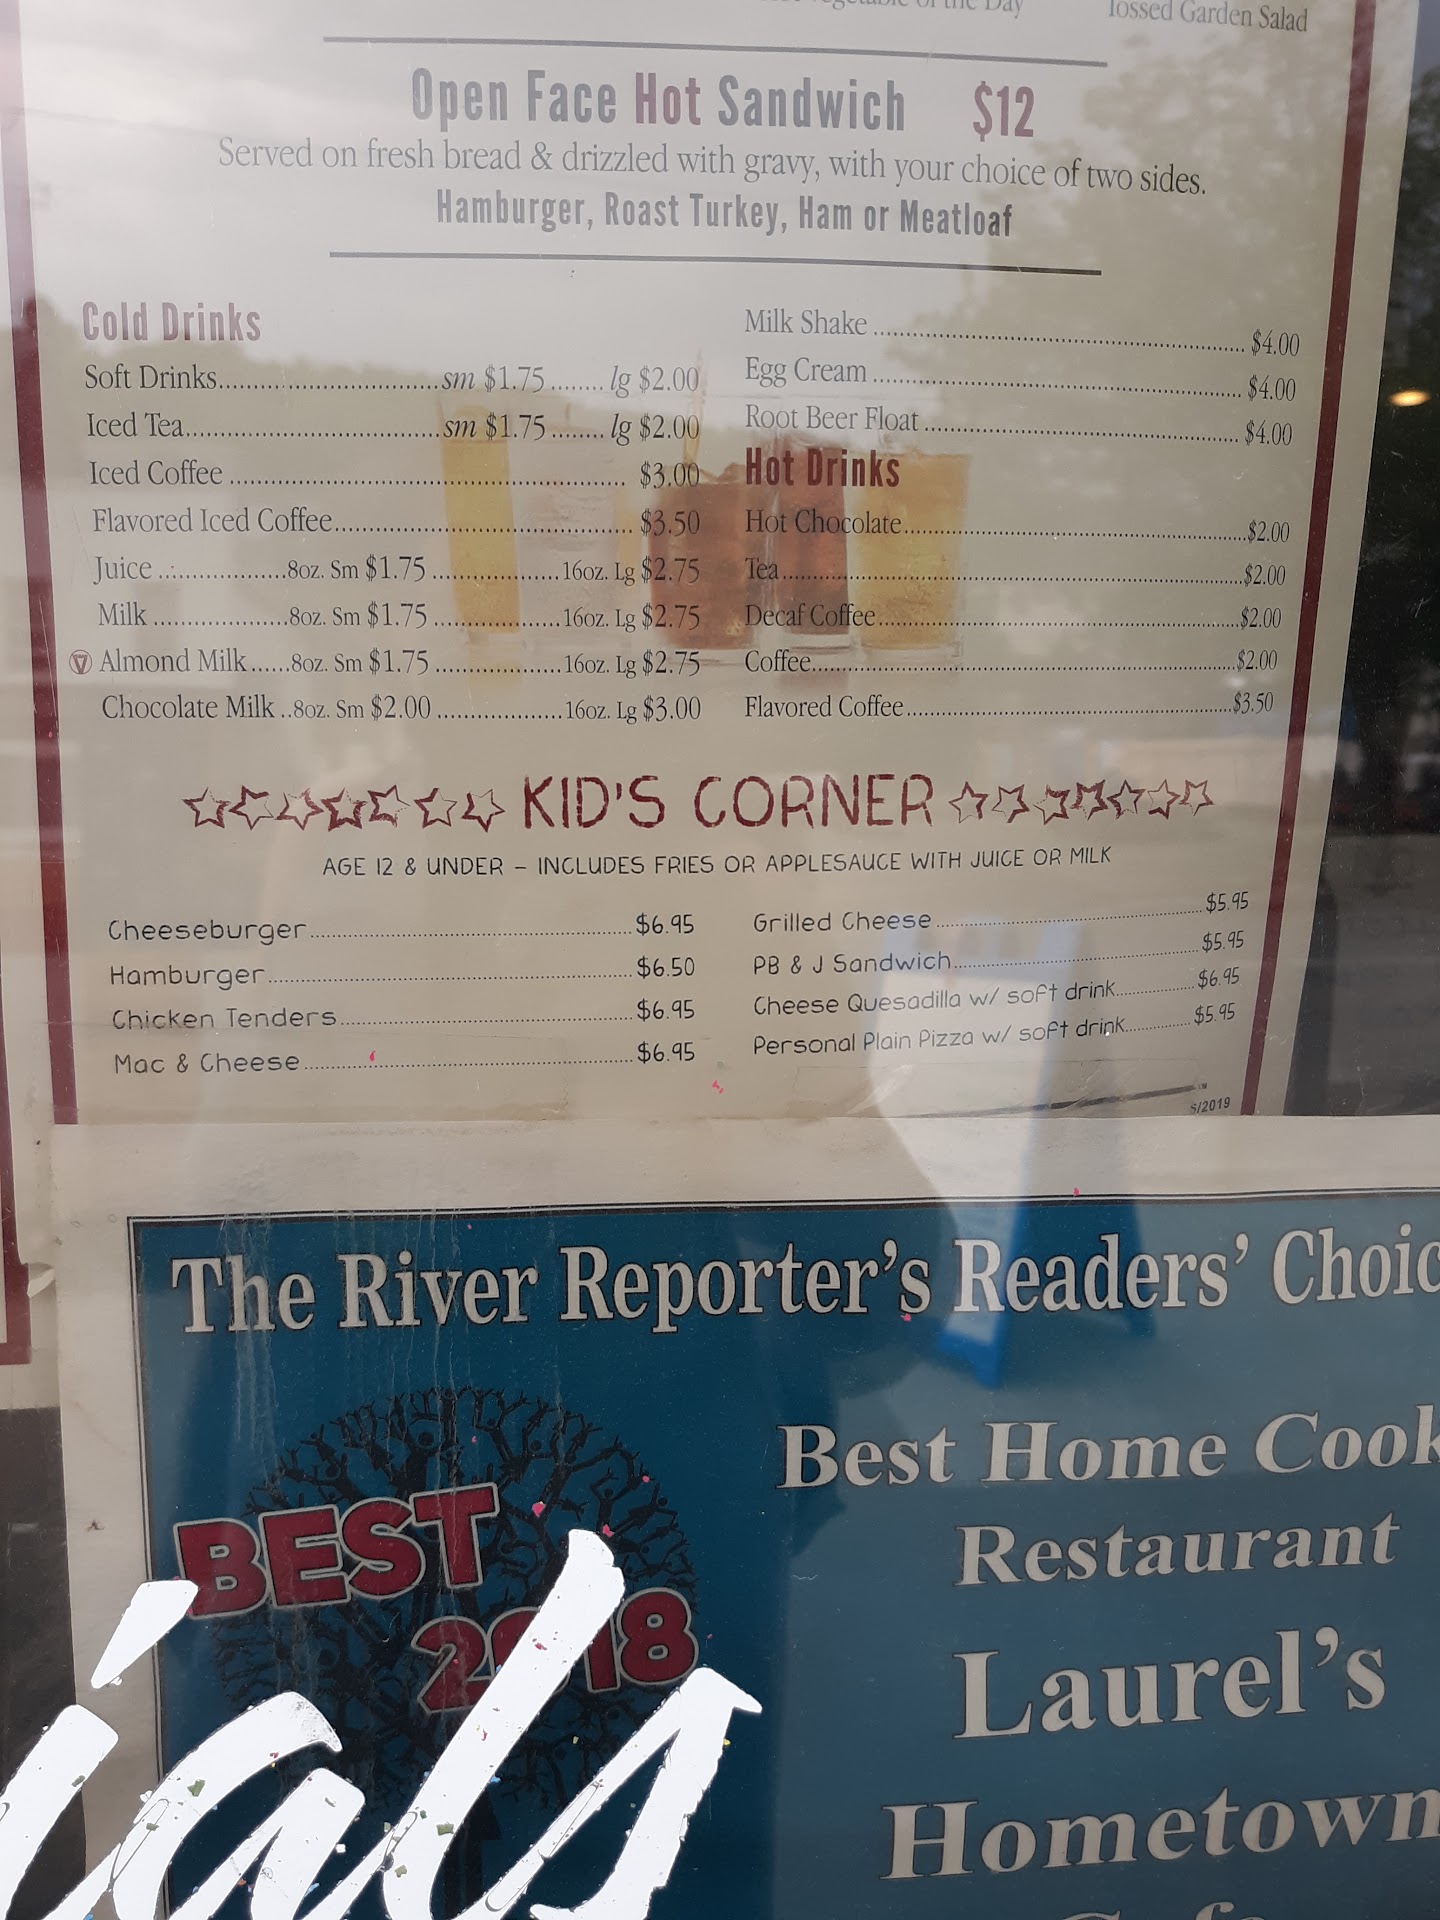 Vegetable of the Day Tossed Garden Salad
Open Face Hot Sandwich $12
Served on fresh bread & drizzled with gravy, with your choice of two sides.
Hamburger, Roast Turkey, Ham or Meatloaf
Cold Drinks
Soft Drinks..............................sm $1.75........ lg $2.00
Iced Tea..................................sm $1.75........ lg $2.00
Iced Coffee ........................................................ $3.00
Flavored Iced Coffee.......................................... $3.50
Juice ...................8oz. Sm $1.75 ...................16oz. Lg $2.75
Milk ....................8oz. Sm $1.75 ...................16oz. Lg $2.75
Almond Milk......8oz. Sm $1.75 ...................16oz. Lg $2.75
Chocolate Milk ..8oz. Sm $2.00 ...................16oz. Lg $3.00
Milk Shake ........................................................ $4.00
Egg Cream ........................................................ $4.00
Root Beer Float ................................................ $4.00
Hot Drinks
Hot Chocolate....................................................$2.00
Tea......................................................................$2.00
Decaf Coffee.......................................................$2.00
Coffee.................................................................$2.00
Flavored Coffee..................................................$3.50
KID'S CORNER
AGE 12 & UNDER – INCLUDES FRIES OR APPLESAUCE WITH JUICE OR MILK
Cheeseburger........................................................ $6.95
Hamburger............................................................ $6.50
Chicken Tenders................................................... $6.95
Mac & Cheese....................................................... $6.95
Grilled Cheese ..................................................... $5.95
PB & J Sandwich................................................... $5.95
Cheese Quesadilla w/ soft drink.................. $6.95
Personal Plain Pizza w/ soft drink............... $5.95
5/2019
The River Reporter's Readers' Choic
BEST
2018
Best Home Cook
Restaurant
Laurel's
Hometown
ials